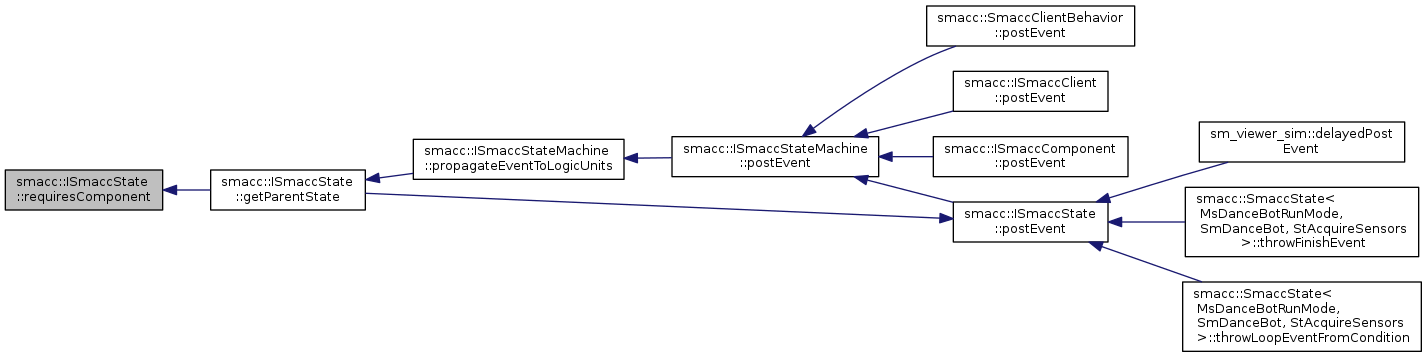 smacc::ISmaccState
::requiresComponent
smacc::ISmaccState
::getParentState
smacc::ISmaccStateMachine
::propagateEventToLogicUnits
smacc::ISmaccStateMachine
::postEvent
smacc::SmaccClientBehavior
::postEvent
smacc::ISmaccClient
::postEvent
smacc::ISmaccComponent
::postEvent
smacc::ISmaccState
::postEvent
sm_viewer_sim::delayedPost
Event
smacc::SmaccState<
MsDanceBotRunMode,
SmDanceBot, StAcquireSensors
>::throwFinishEvent
smacc::SmaccState<
MsDanceBotRunMode,
SmDanceBot, StAcquireSensors
>::throwLoopEventFromCondition